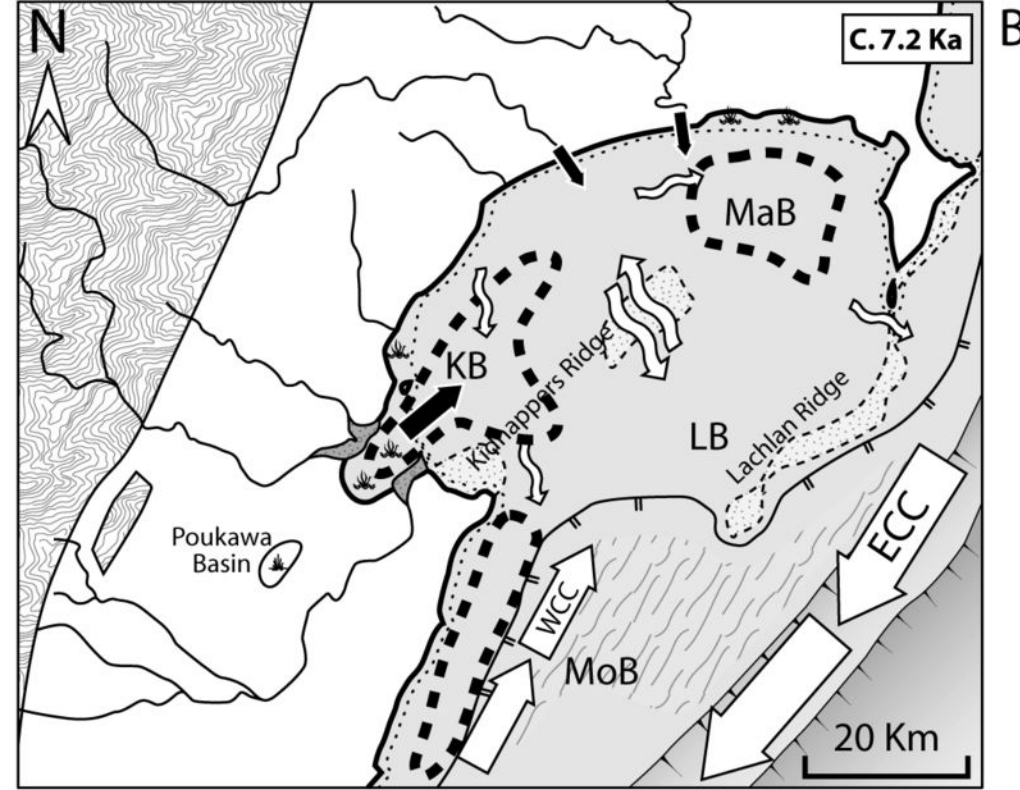 N
C. 7.2 Ka
B
MaB
KB
Kidnappers Ridge
LB
Lachlan Ridge
Poukawa
Basin
ECC
WCC
MoB
20 Km